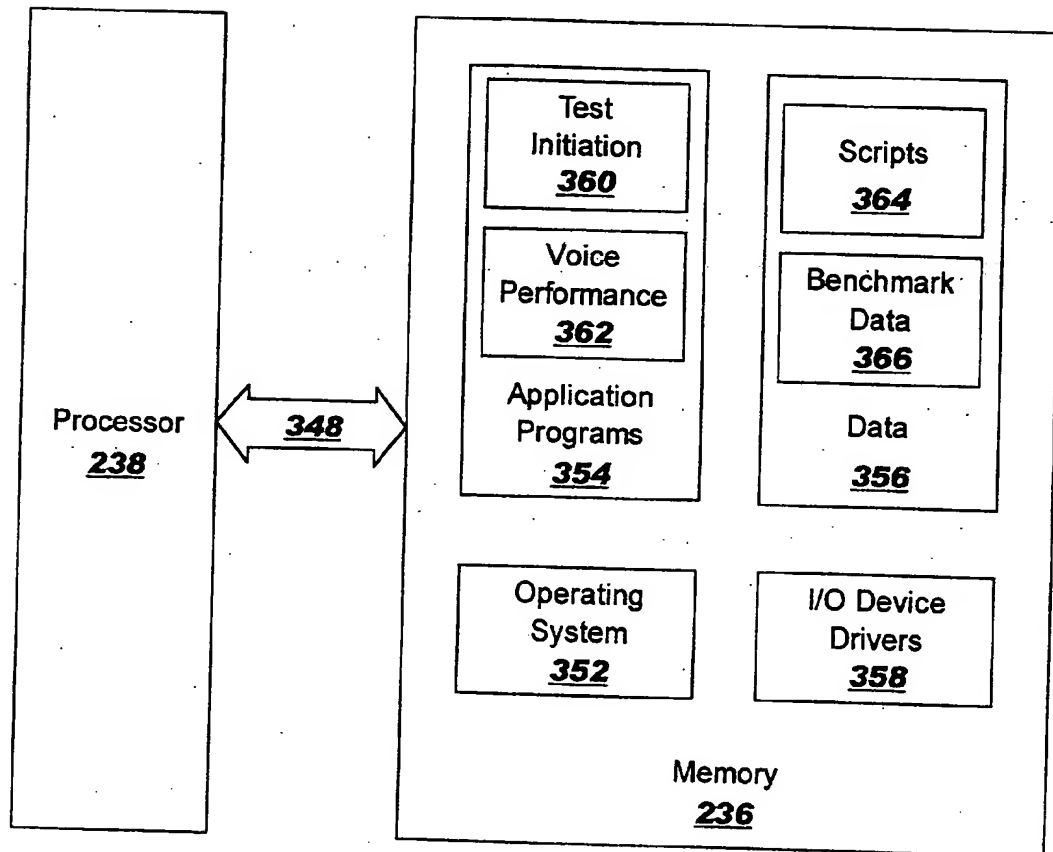 Processor
238
348
Test
Initiation
360
Voice
Performance
362
Application
Programs
354
Scripts
364
Benchmark
Data
366
Data
356
Operating
System
352
I/O Device
Drivers
358
Memory
236